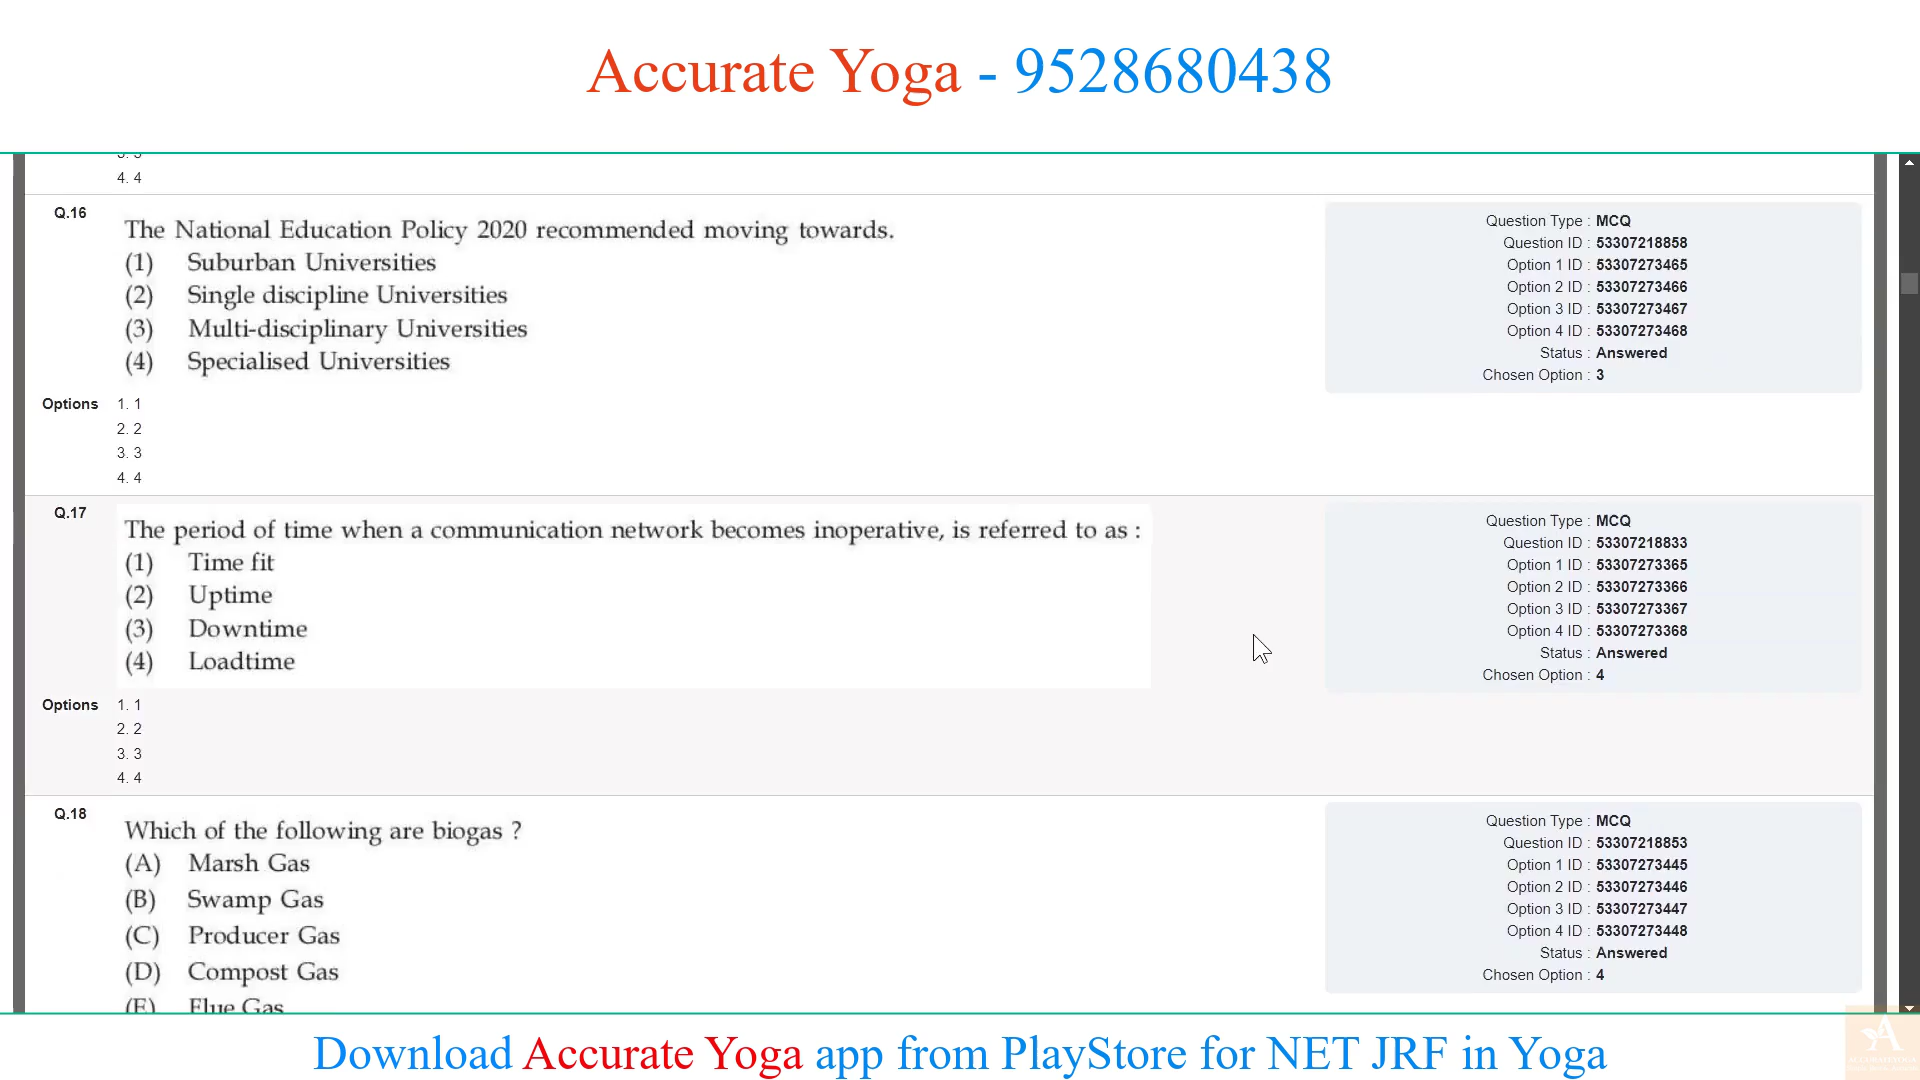 Accurate Yoga - 9528680438
4. 4
Q.16
The National Education Policy 2020 recommended moving towards.
(1) Suburban Universities
(2) Single discipline Universities
(3) Multi-disciplinary Universities
(4) Specialised Universities
Options 1. 1
2. 2
3. 3
4. 4
Question Type : MCQ
Question ID : 53307218858
Option 1 ID : 53307273465
Option 2 ID : 53307273466
Option 3 ID : 53307273467
Option 4 ID : 53307273468
Status : Answered
Chosen Option : 3
Q.17
The period of time when a communication network becomes inoperative, is referred to as :
(1) Time fit
(2) Uptime
(3) Downtime
(4) Loadtime
Options 1. 1
2. 2
3. 3
4. 4
Question Type : MCQ
Question ID : 53307218833
Option 1 ID : 53307273365
Option 2 ID : 53307273366
Option 3 ID : 53307273367
Option 4 ID : 53307273368
Status : Answered
Chosen Option : 4
Q.18
Which of the following are biogas ?
(A) Marsh Gas
(B) Swamp Gas
(C) Producer Gas
(D) Compost Gas
(E) Flue Gas
Question Type : MCQ
Question ID : 53307218853
Option 1 ID : 53307273445
Option 2 ID : 53307273446
Option 3 ID : 53307273447
Option 4 ID : 53307273448
Status : Answered
Chosen Option : 4
Download Accurate Yoga app from PlayStore for NET JRF in Yoga